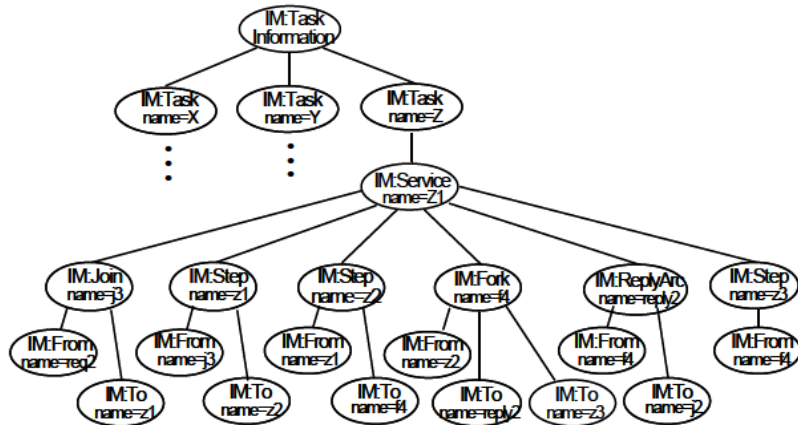 IM:Task
Information
IM:Task
name=X
IM:Task
name=Y
IM:Task
name=Z
IM:Service
name=Z1
IM:Join
name=j3
IM:Step
name=z1
IM:Step
name=z2
IM:Fork
name=f4
IM:ReplyArc
name=reply2
IM:Step
name=z3
IM:From
name=req2
IM:From
name=j3
IM:From
name=z1
IM:From
name=z2
IM:From
name=f4
IM:From
name=f4
IM:To
name=z1
IM:To
name=z2
IM:To
name=f4
IM:To
name=reply2
IM:To
name=z3
IM:To
name=j2